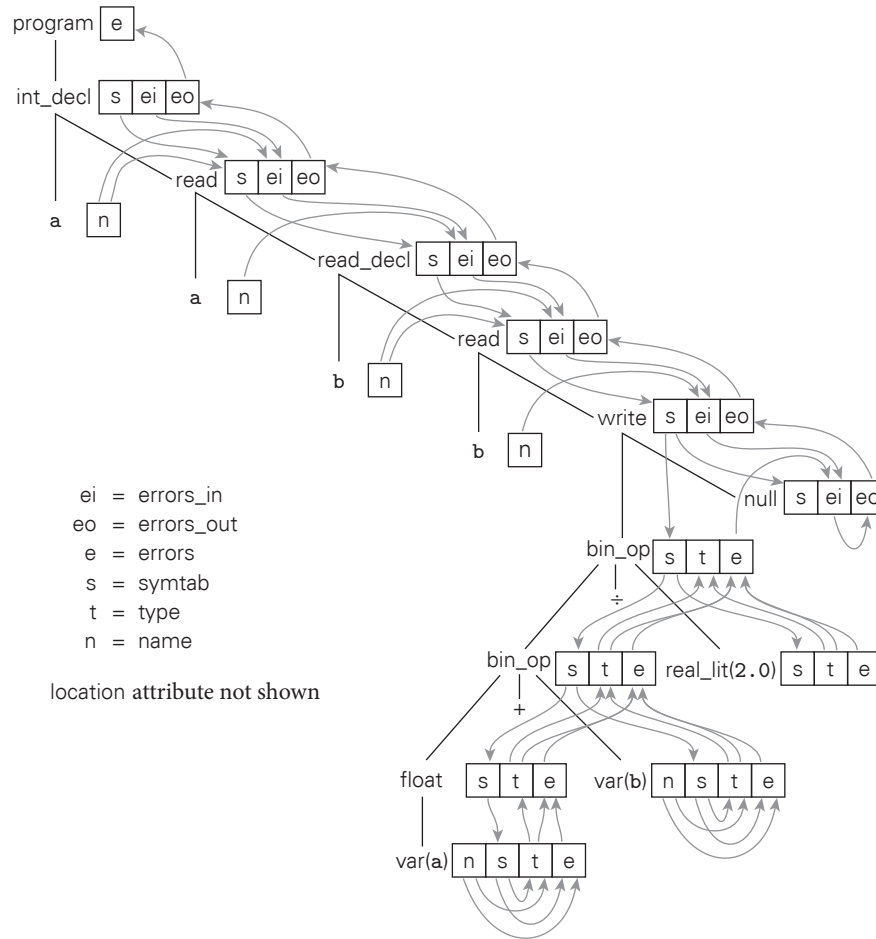 program e
int_decl s ei eo
read s ei eo
a n
read_decl s ei eo
a n
read s ei eo
b n
write s ei eo
b n
null s ei eo
ei = errors_in
eo = errors_out
e = errors
s = symtab
t = type
n = name
location attribute not shown
bin_op s t e
÷
bin_op s t e
real_lit(2.0) s t e
+
float s t e
var(b) n s t e
var(a) n s t e